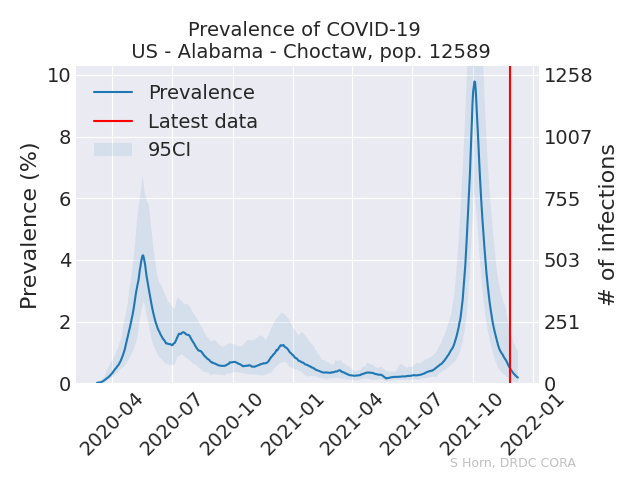 Prevalence of COVID-19
US - Alabama - Choctaw, pop. 12589
Prevalence (%)
10
8
6
4
2
0
Prevalence
Latest data
95CI
1258
1007
755
503
251
0
# of infections
2020-04
2020-07
2020-10
2021-01
2021-04
2021-07
2021-10
2022-01
S Horn, DRDC CORA